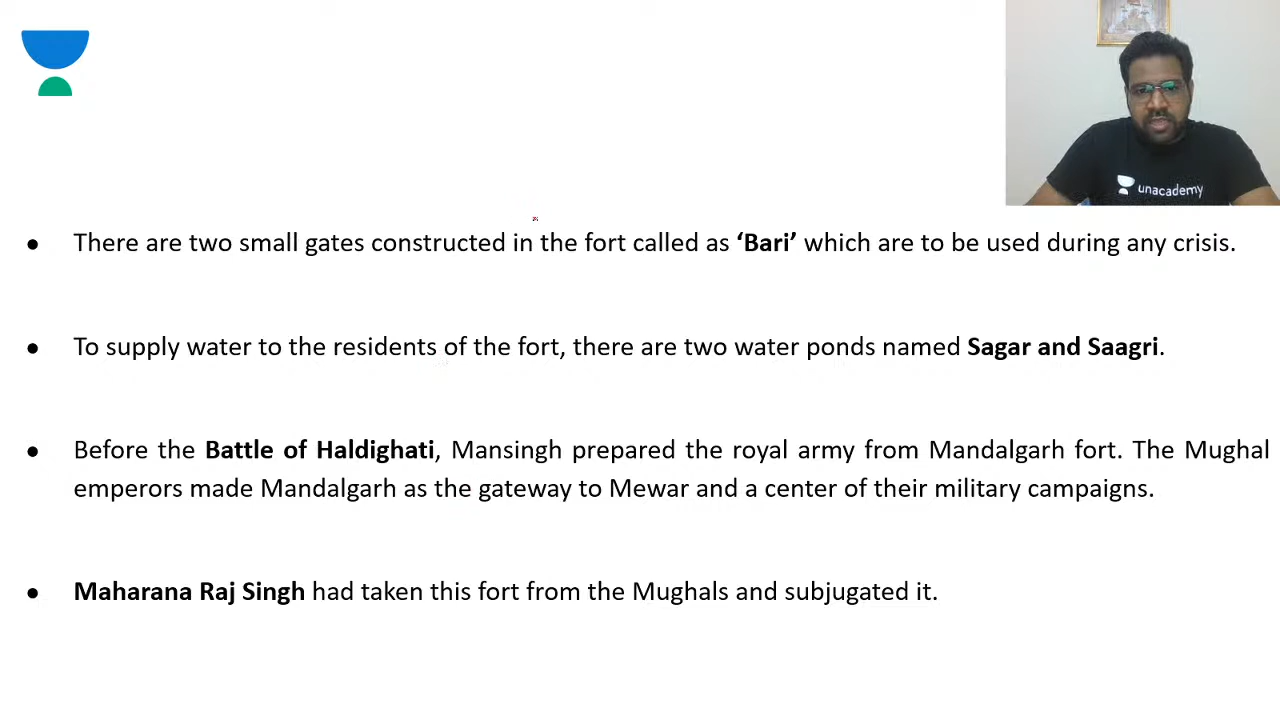 unacademy
● There are two small gates constructed in the fort called as ‘Bari’ which are to be used during any crisis.
● To supply water to the residents of the fort, there are two water ponds named Sagar and Saagri.
● Before the Battle of Haldighati, Mansingh prepared the royal army from Mandalgarh fort. The Mughal
emperors made Mandalgarh as the gateway to Mewar and a center of their military campaigns.
● Maharana Raj Singh had taken this fort from the Mughals and subjugated it.